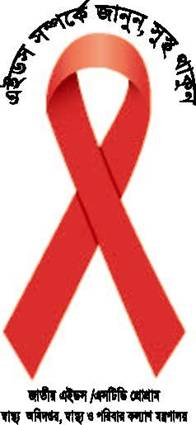 এইডস সম্পর্কে জানুন, সুস্থ থাকুন
জাতীয় এইডস /এসটিডি প্রোগ্রাম
স্বাস্থ্য অধিদপ্তর, স্বাস্থ্য ও পরিবার কল্যাণ মন্ত্রণালয়